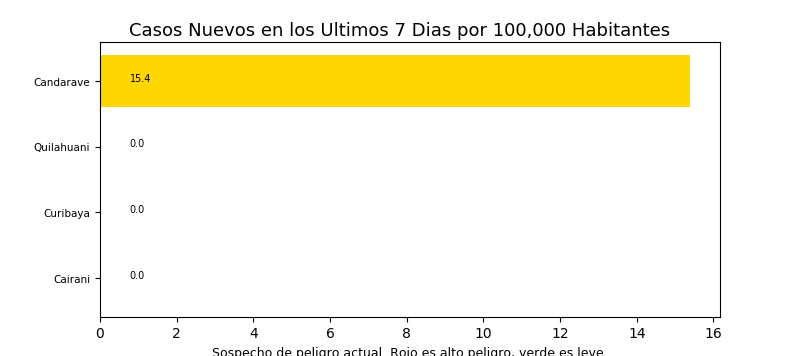 Casos Nuevos en los Ultimos 7 Dias por 100,000 Habitantes
Candarave 15.4
Quilahuani 0.0
Curibaya 0.0
Cairani 0.0
0 2 4 6 8 10 12 14 16
Sospecho de peligro actual. Rojo es alto peligro, verde es leve